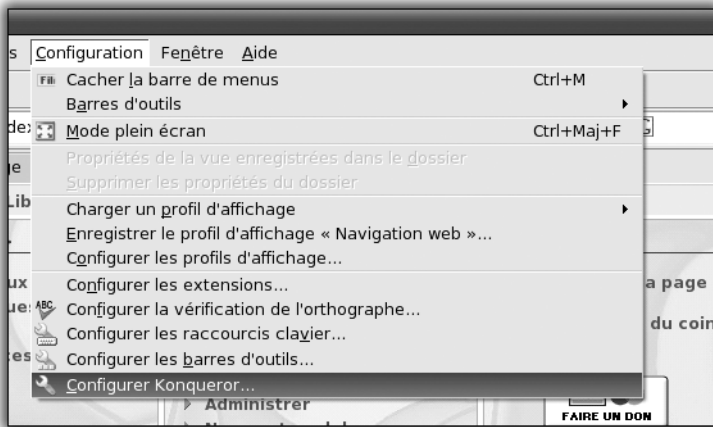 s Configuration Fenêtre Aide
Cacher la barre de menus Ctrl+M
Barres d'outils
Mode plein écran Ctrl+Maj+F
Propriétés de la vue enregistrées dans le dossier
Supprimer les propriétés du dossier
Charger un profil d'affichage
Enregistrer le profil d'affichage « Navigation web »...
Configurer les profils d'affichage...
Configurer les extensions...
a page
ABC Configurer la vérification de l'orthographe...
du coin
Configurer les raccourcis clavier...
Configurer les barres d'outils...
Configurer Konqueror...
Administrer
FAIRE UN DON